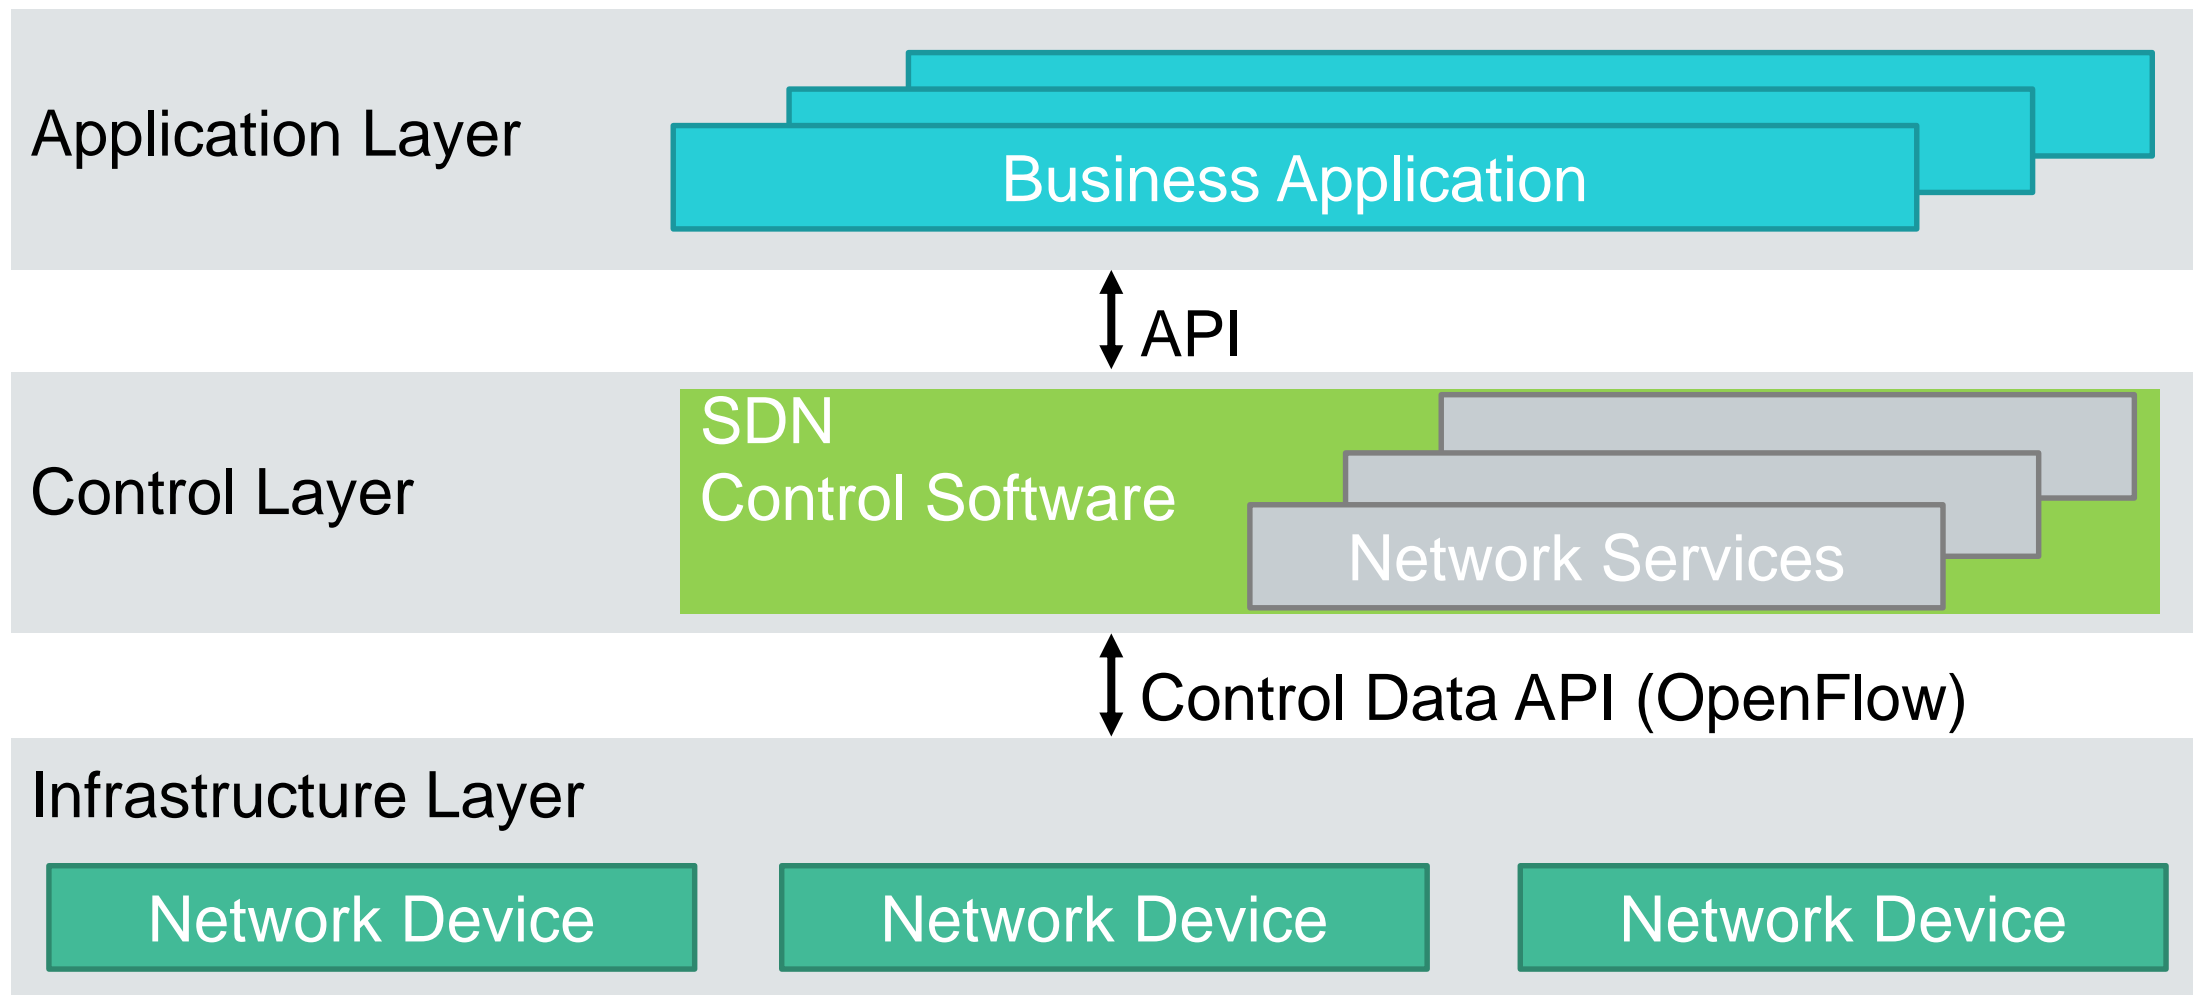 Application Layer
Business Application
API
SDN
Control Software
Control Layer
Network Services
Control Data API (OpenFlow)
Infrastructure Layer
Network Device
Network Device
Network Device